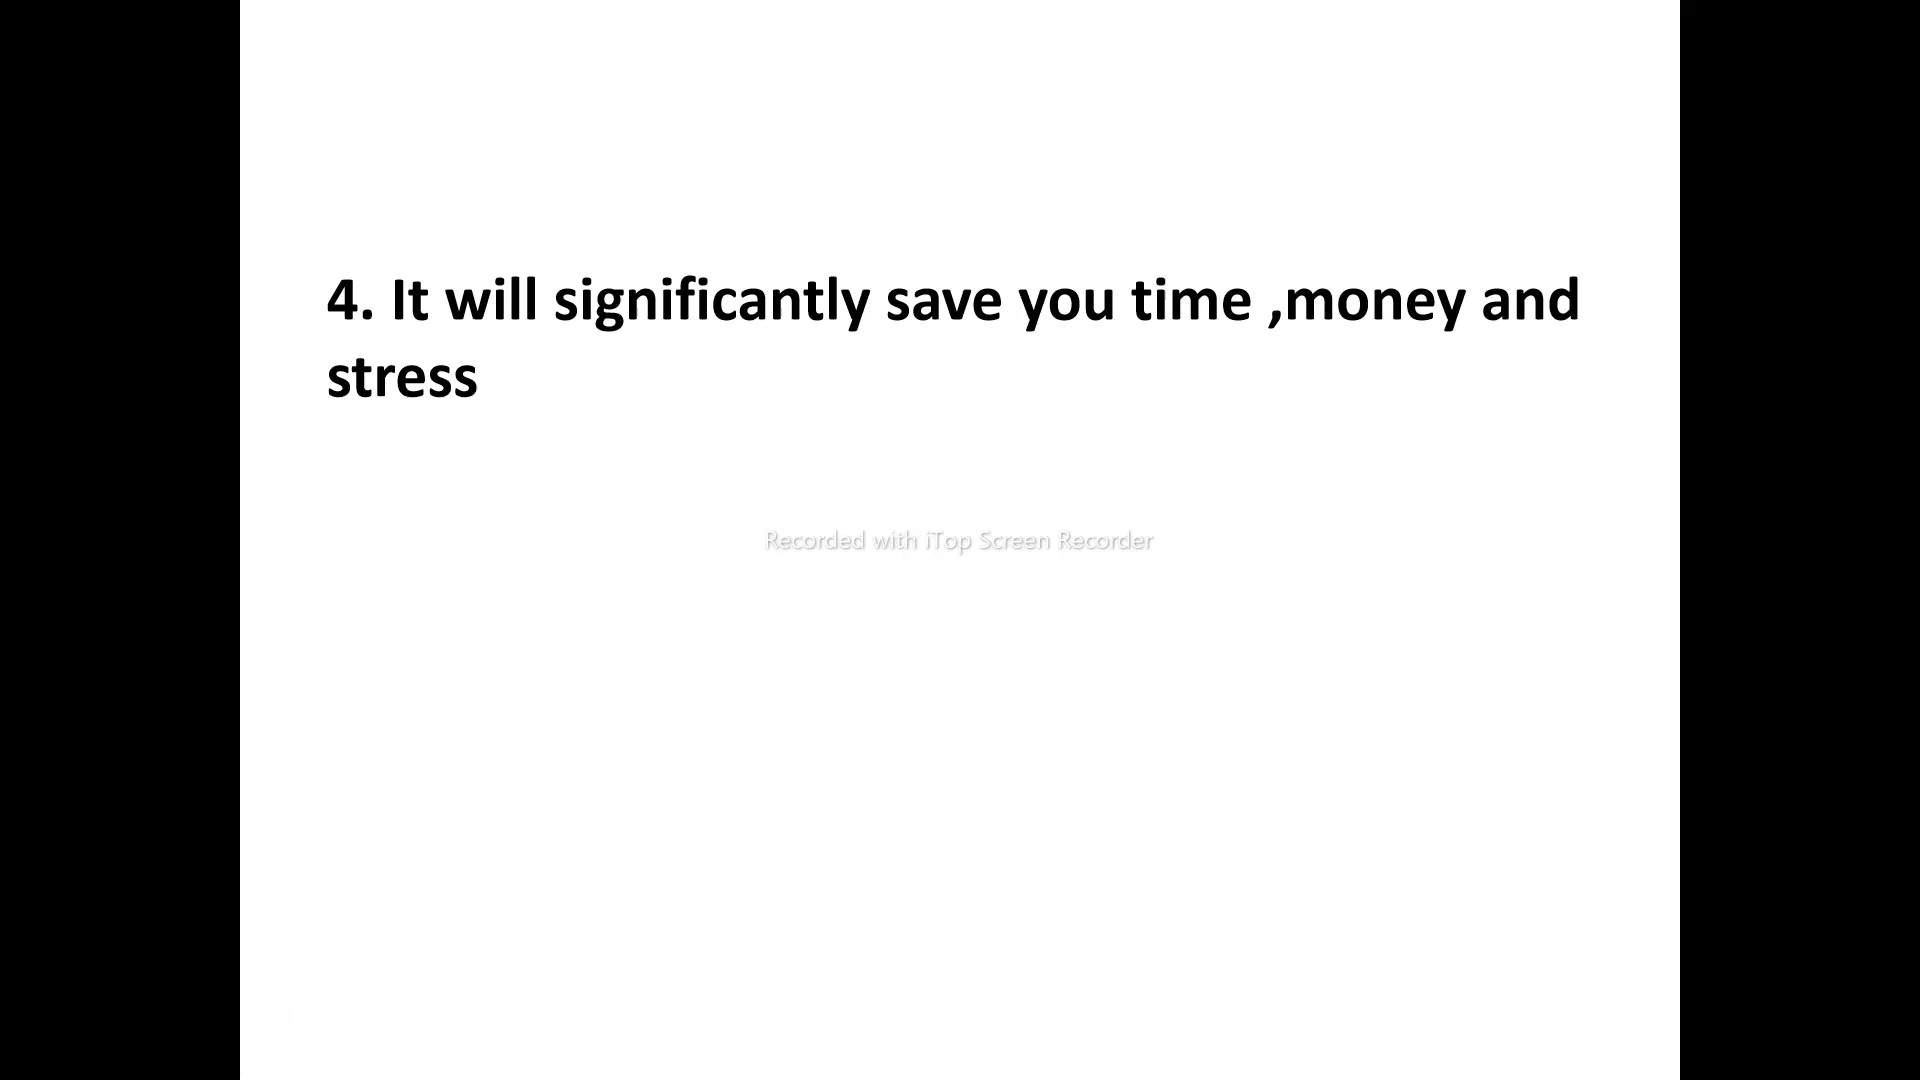 4. It will significantly save you time ,money and
stress
Recorded with iTop Screen Recorder